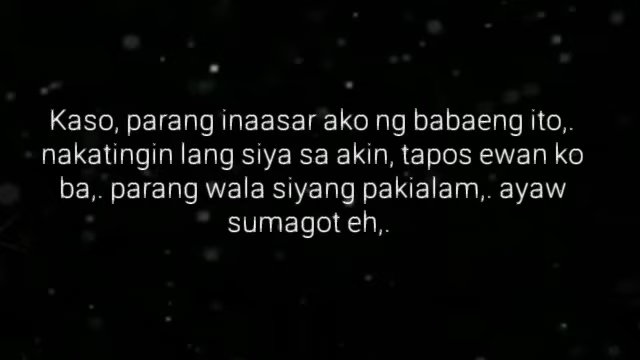 Kaso, parang inaasar ako ng babaeng ito,.
nakatingin lang siya sa akin, tapos ewan ko
ba,. parang wala siyang pakialam,. ayaw
sumagot eh,.